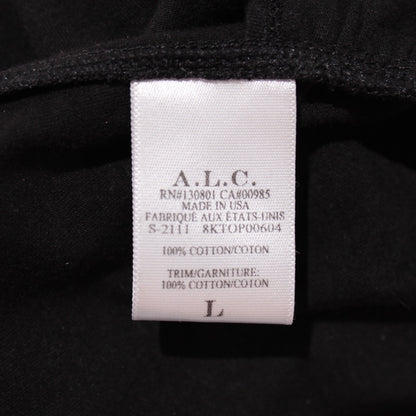 A.L.C.
RN#130801 CA#00985
MADE IN USA
FABRIQUÉ AUX ÉTATS-UNIS
S-2111 8KTOP00604
100% COTTON/COTON
TRIM/GARNITURE:
100% COTTON/COTON
L